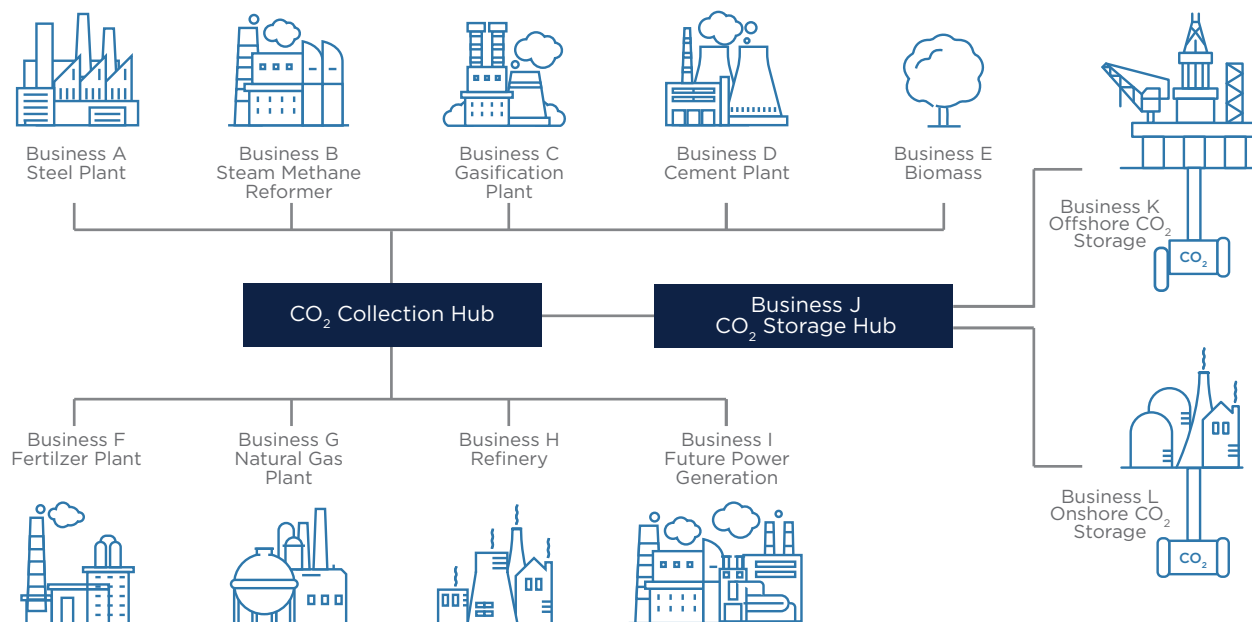 Business A
Steel Plant
Business B
Steam Methane
Reformer
Business C
Gasification
Plant
Business D
Cement Plant
Business E
Biomass
Business K
Offshore CO₂
Storage
CO₂
CO₂ Collection Hub
Business J
CO₂ Storage Hub
Business F
Fertilzer Plant
Business G
Natural Gas
Plant
Business H
Refinery
Business I
Future Power
Generation
Business L
Onshore CO₂
Storage
CO₂